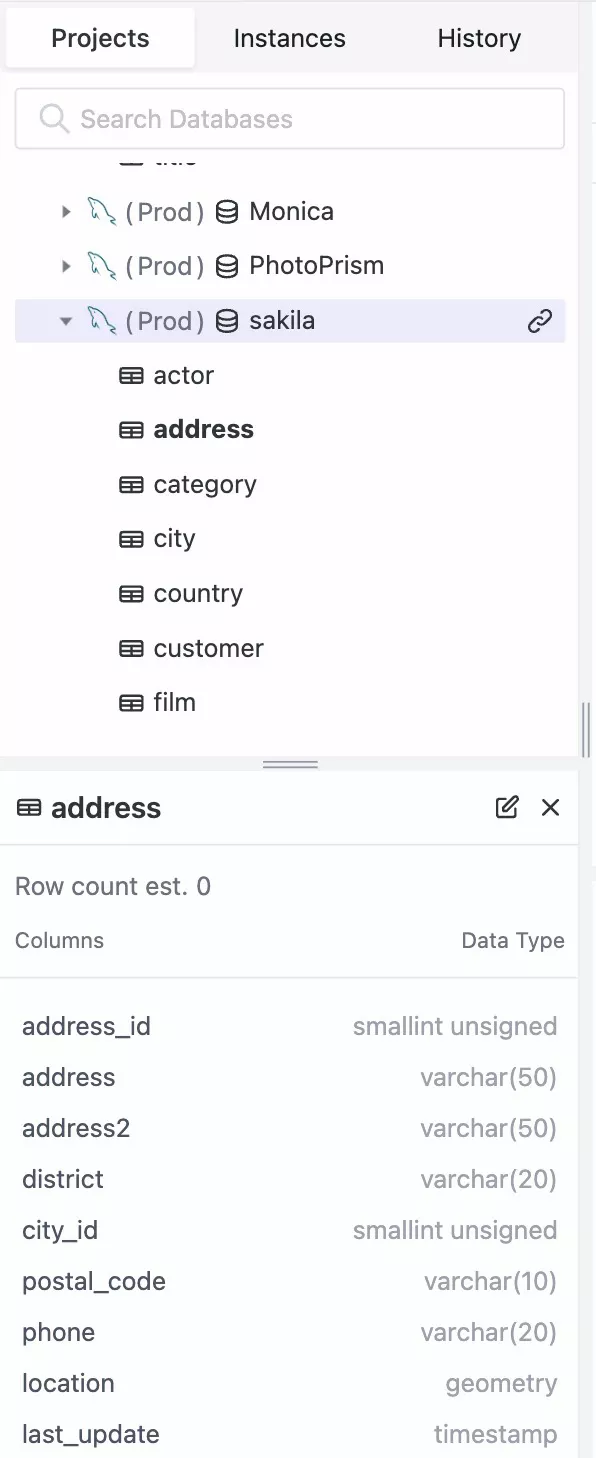 Projects Instances History
Search Databases
(Prod) Monica
(Prod) PhotoPrism
(Prod) sakila
actor
address
category
city
country
customer
film
address
Row count est. 0
Columns Data Type
address_id smallint unsigned
address varchar(50)
address2 varchar(50)
district varchar(20)
city_id smallint unsigned
postal_code varchar(10)
phone varchar(20)
location geometry
last_update timestamp